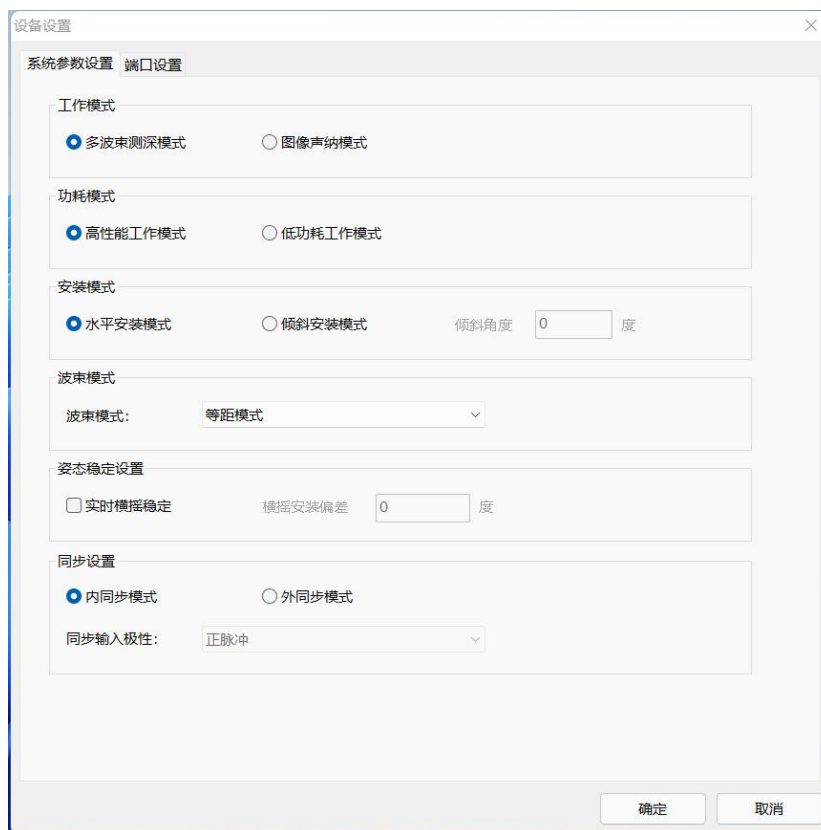 设备设置
系统参数设置 端口设置
工作模式
多波束测深模式 图像声纳模式
功耗模式
高性能工作模式 低功耗工作模式
安装模式
水平安装模式 倾斜安装模式 倾斜角度 0 度
波束模式
波束模式： 等距模式
姿态稳定设置
实时横摇稳定 横摇安装偏差 0 度
同步设置
内同步模式 外同步模式
同步输入极性： 正脉冲
确定 取消